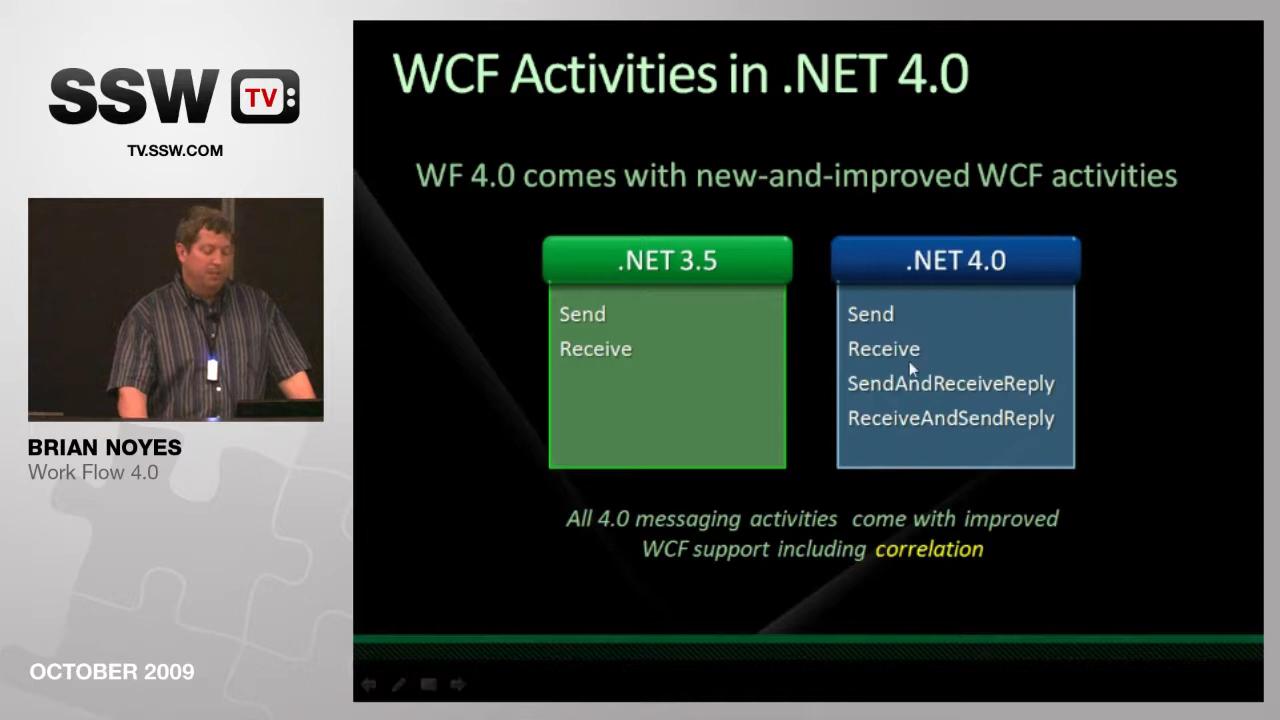 SSW TV:
TV.SSW.COM
BRIAN NOYES
Work Flow 4.0
OCTOBER 2009
WCF Activities in .NET 4.0
WF 4.0 comes with new-and-improved WCF activities
.NET 3.5
Send
Receive
.NET 4.0
Send
Receive
SendAndReceiveReply
ReceiveAndSendReply
All 4.0 messaging activities come with improved
WCF support including correlation